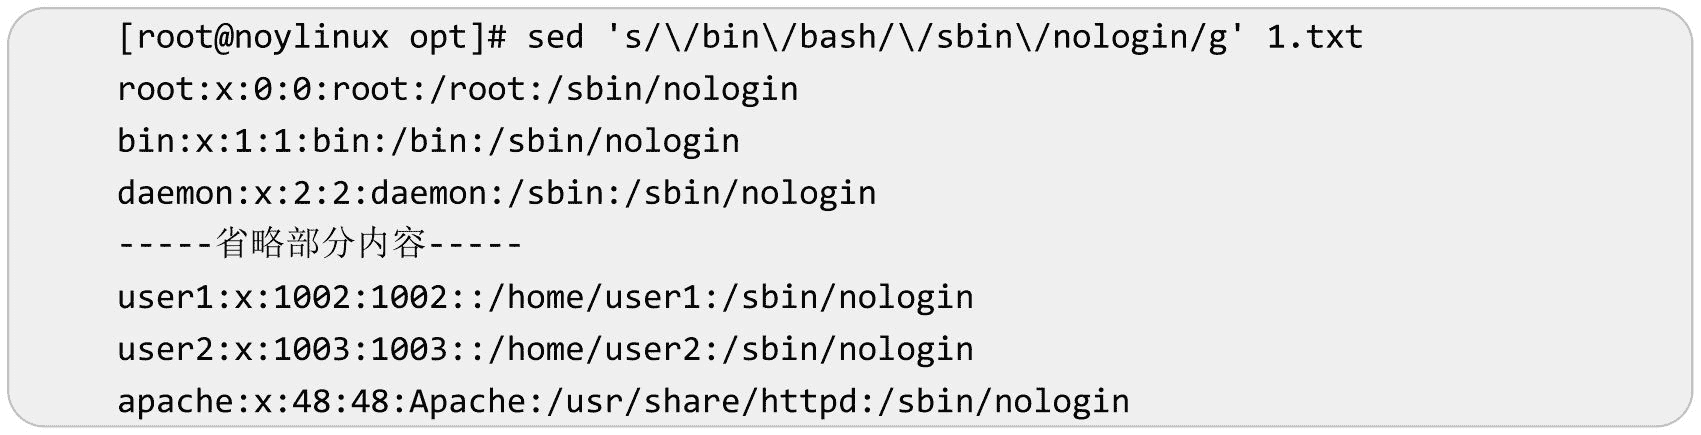 [root@noylinux opt]# sed 's/\/bin\/bash/\/sbin\/nologin/g' 1.txt
root:x:0:0:root:/root:/sbin/nologin
bin:x:1:1:bin:/bin:/sbin/nologin
daemon:x:2:2:daemon:/sbin:/sbin/nologin
-----省略部分内容-----
user1:x:1002:1002::/home/user1:/sbin/nologin
user2:x:1003:1003::/home/user2:/sbin/nologin
apache:x:48:48:Apache:/usr/share/httpd:/sbin/nologin